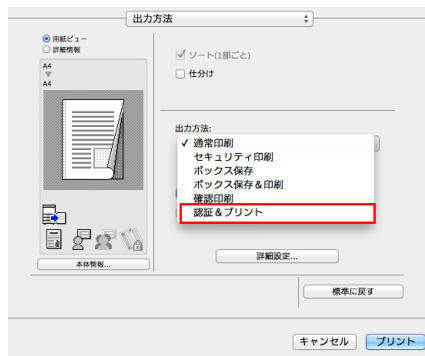 出力方法
用紙ビュー
詳細情報
A4
A4
ソート(1部ごと)
仕分け
出力方法:
✓ 通常印刷
セキュリティ印刷
ボックス保存
ボックス保存&印刷
確認印刷
認証&プリント
本体情報...
詳細設定...
標準に戻す
キャンセル
プリント